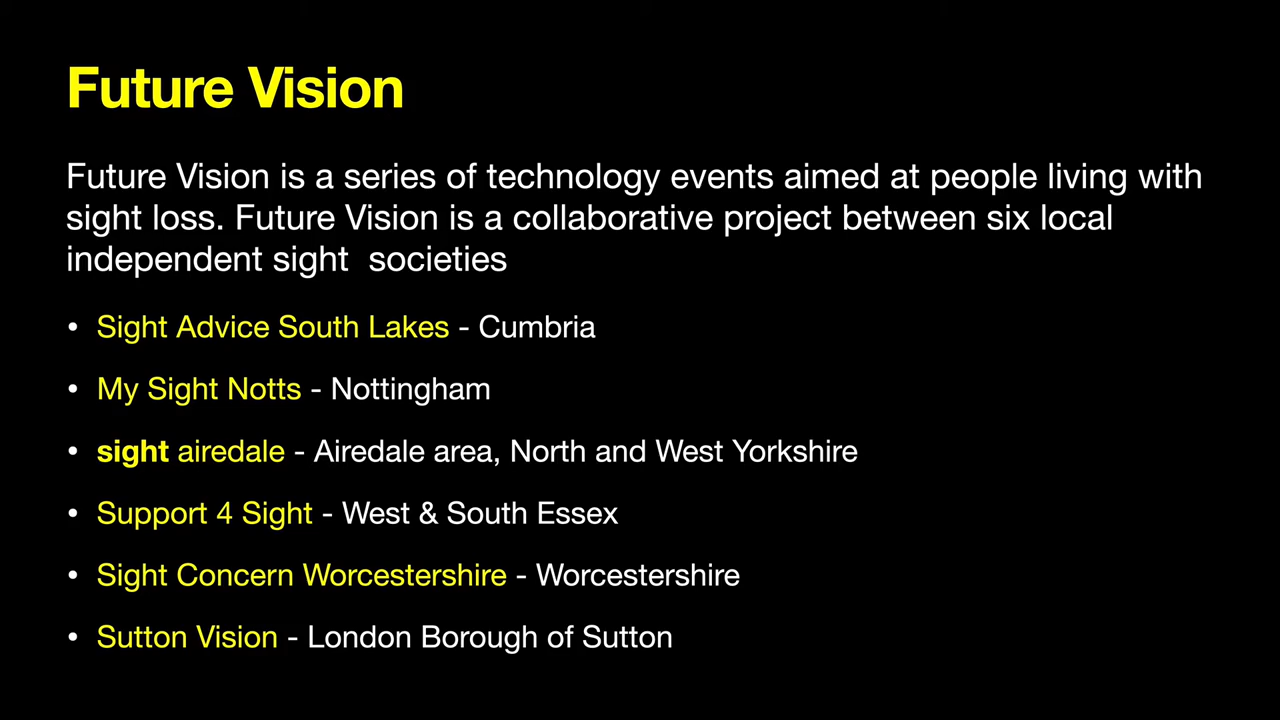 Future Vision
Future Vision is a series of technology events aimed at people living with
sight loss. Future Vision is a collaborative project between six local
independent sight  societies
• Sight Advice South Lakes - Cumbria
• My Sight Notts - Nottingham
• sight airedale - Airedale area, North and West Yorkshire
• Support 4 Sight - West & South Essex
• Sight Concern Worcestershire - Worcestershire
• Sutton Vision - London Borough of Sutton